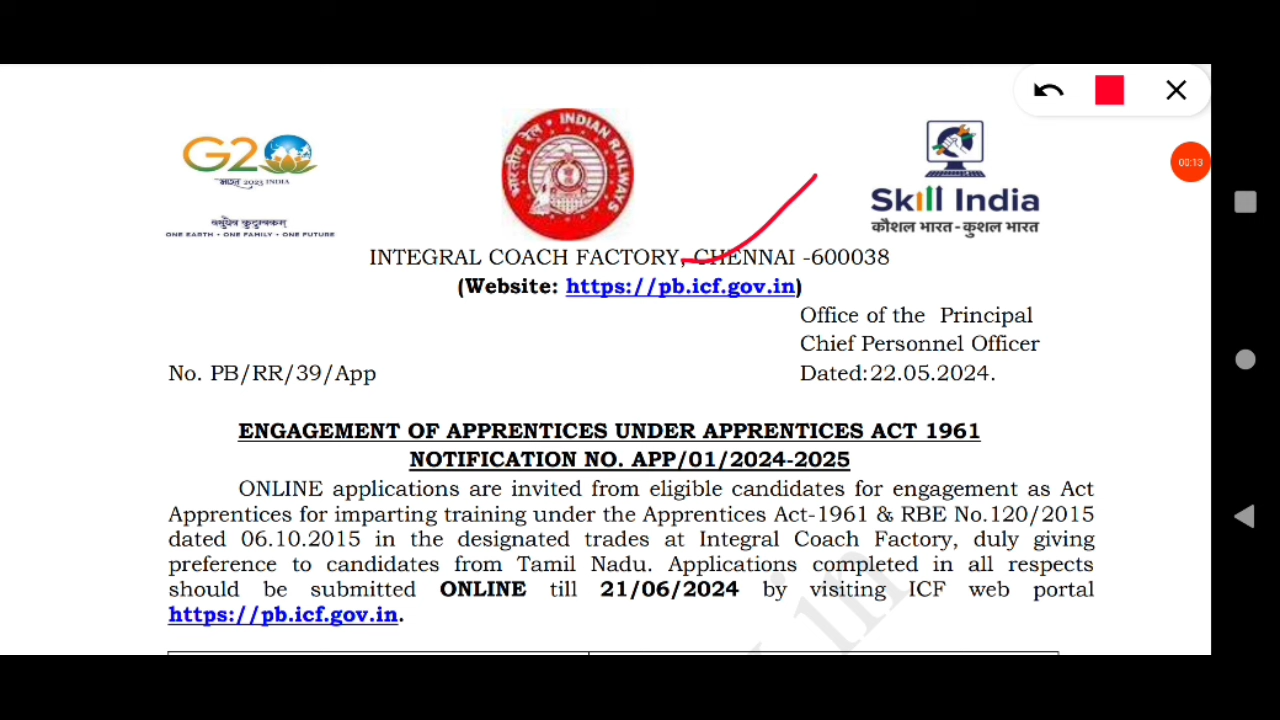 00:13
G20
भारत 2023 INDIA
वसुधैव कुटुम्बकम्
ONE EARTH • ONE FAMILY • ONE FUTURE
भारतीय रेल • INDIAN RAILWAYS
Skill India
कौशल भारत - कुशल भारत
INTEGRAL COACH FACTORY, CHENNAI -600038
(Website: https://pb.icf.gov.in)
Office of the Principal
Chief Personnel Officer
No. PB/RR/39/App Dated:22.05.2024.
ENGAGEMENT OF APPRENTICES UNDER APPRENTICES ACT 1961
NOTIFICATION NO. APP/01/2024-2025
ONLINE applications are invited from eligible candidates for engagement as Act
Apprentices for imparting training under the Apprentices Act-1961 & RBE No.120/2015
dated 06.10.2015 in the designated trades at Integral Coach Factory, duly giving
preference to candidates from Tamil Nadu. Applications completed in all respects
should be submitted ONLINE till 21/06/2024 by visiting ICF web portal
https://pb.icf.gov.in.